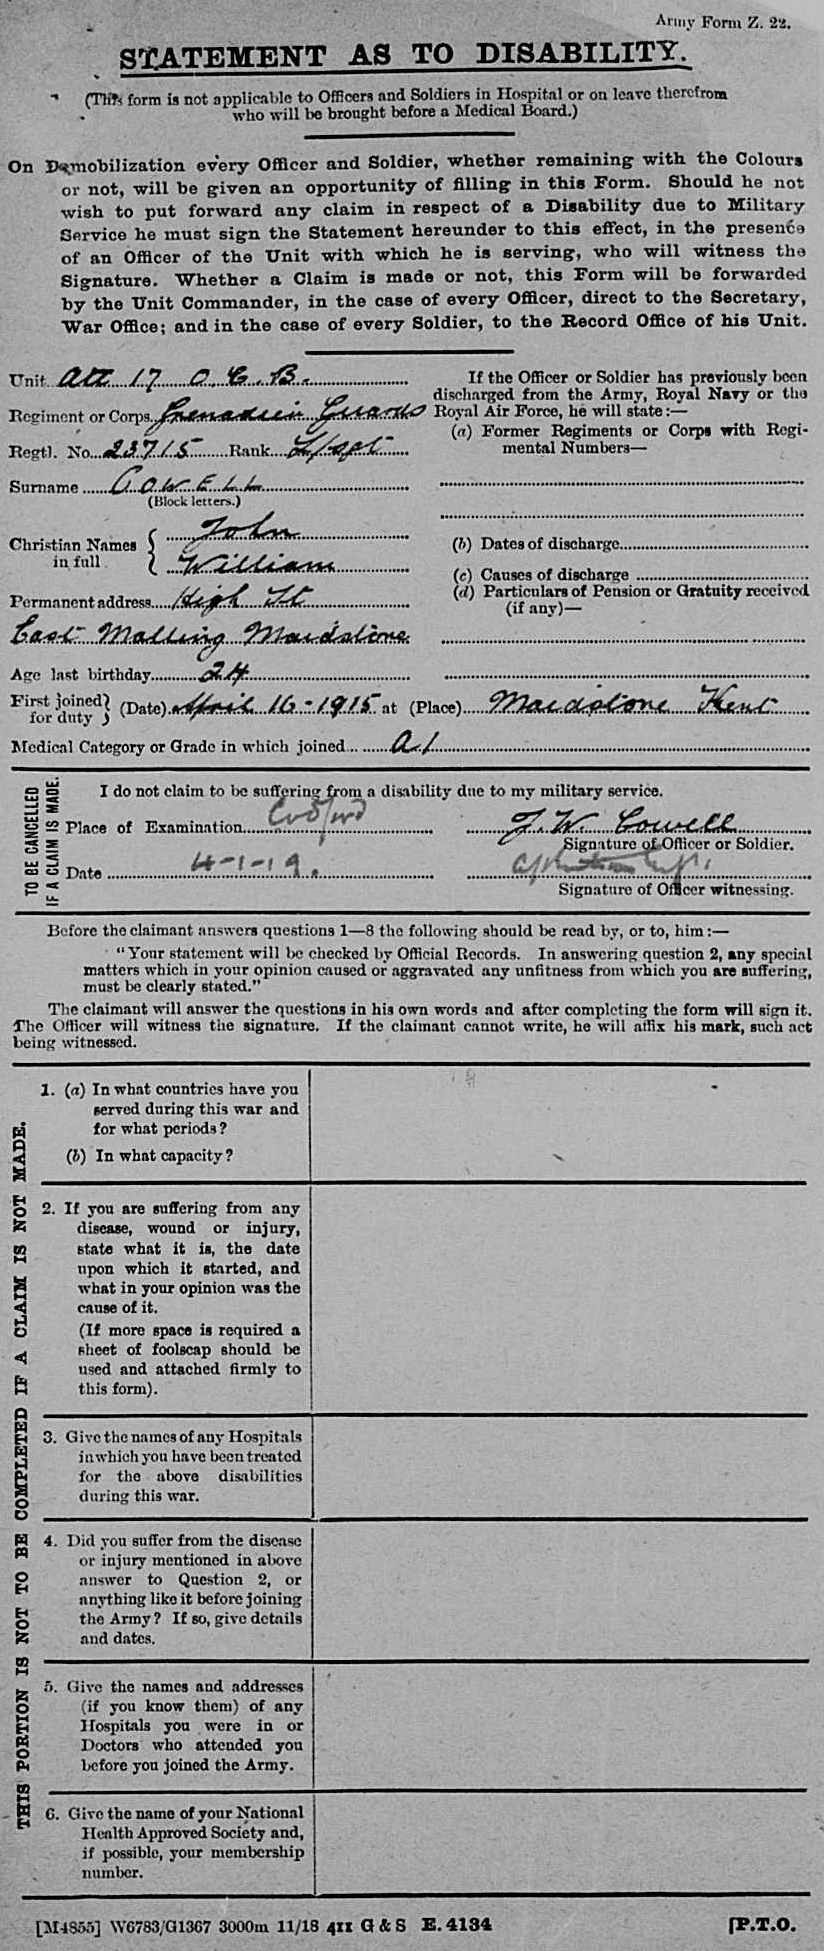 Army Form Z. 22.
STATEMENT AS TO DISABILITY.
(This form is not applicable to Officers and Soldiers in Hospital or on leave therefrom
who will be brought before a Medical Board.)
On Demobilization every Officer and Soldier, whether remaining with the Colours
or not, will be given an opportunity of filling in this Form. Should he not
wish to put forward any claim in respect of a Disability due to Military
Service he must sign the Statement hereunder to this effect, in the presence
of an Officer of the Unit with which he is serving, who will witness the
Signature. Whether a Claim is made or not, this Form will be forwarded
by the Unit Commander, in the case of every Officer, direct to the Secretary,
War Office; and in the case of every Soldier, to the Record Office of his Unit.
Unit Att 17 O.C.B.
Regiment or Corps Grenadier Guards
Regtl. No. 23715 Rank L/sgt
Surname COWELL
(Block letters.)
Christian Names in full { John
William
Permanent address High St
East Malling Maidstone
Age last birthday 24
If the Officer or Soldier has previously been
discharged from the Army, Royal Navy or the
Royal Air Force, he will state:—
(a) Former Regiments or Corps with Regi-
mental Numbers—
(b) Dates of discharge
(c) Causes of discharge
(d) Particulars of Pension or Gratuity received
(if any)—
First joined for duty } (Date) April 16-1915 at (Place) Maidstone Kent
Medical Category or Grade in which joined A1
TO BE CANCELLED
IF A CLAIM IS MADE.
I do not claim to be suffering from a disability due to my military service.
Place of Examination Codford J. W. Cowell
Signature of Officer or Soldier.
Date 4-1-19.
Signature of Officer witnessing.
Before the claimant answers questions 1—8 the following should be read by, or to, him:—
"Your statement will be checked by Official Records. In answering question 2, any special
matters which in your opinion caused or aggravated any unfitness from which you are suffering,
must be clearly stated."
The claimant will answer the questions in his own words and after completing the form will sign it.
The Officer will witness the signature. If the claimant cannot write, he will affix his mark, such act
being witnessed.
THIS PORTION IS NOT TO BE COMPLETED IF A CLAIM IS NOT MADE.
1. (a) In what countries have you
served during this war and
for what periods?
(b) In what capacity?
2. If you are suffering from any
disease, wound or injury,
state what it is, the date
upon which it started, and
what in your opinion was the
cause of it.
(If more space is required a
sheet of foolscap should be
used and attached firmly to
this form).
3. Give the names of any Hospitals
in which you have been treated
for the above disabilities
during this war.
4. Did you suffer from the disease
or injury mentioned in above
answer to Question 2, or
anything like it before joining
the Army? If so, give details
and dates.
5. Give the names and addresses
(if you know them) of any
Hospitals you were in or
Doctors who attended you
before you joined the Army.
6. Give the name of your National
Health Approved Society and,
if possible, your membership
number.
[M4855] W6783/G1367 3000m 11/18 411 G & S E. 4134
[P.T.O.